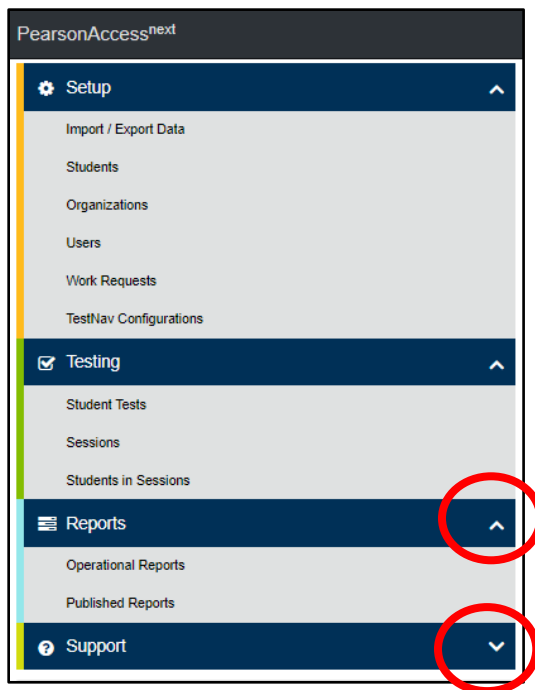 PearsonAccessnext
Setup
Import / Export Data
Students
Organizations
Users
Work Requests
TestNav Configurations
Testing
Student Tests
Sessions
Students in Sessions
Reports
Operational Reports
Published Reports
Support